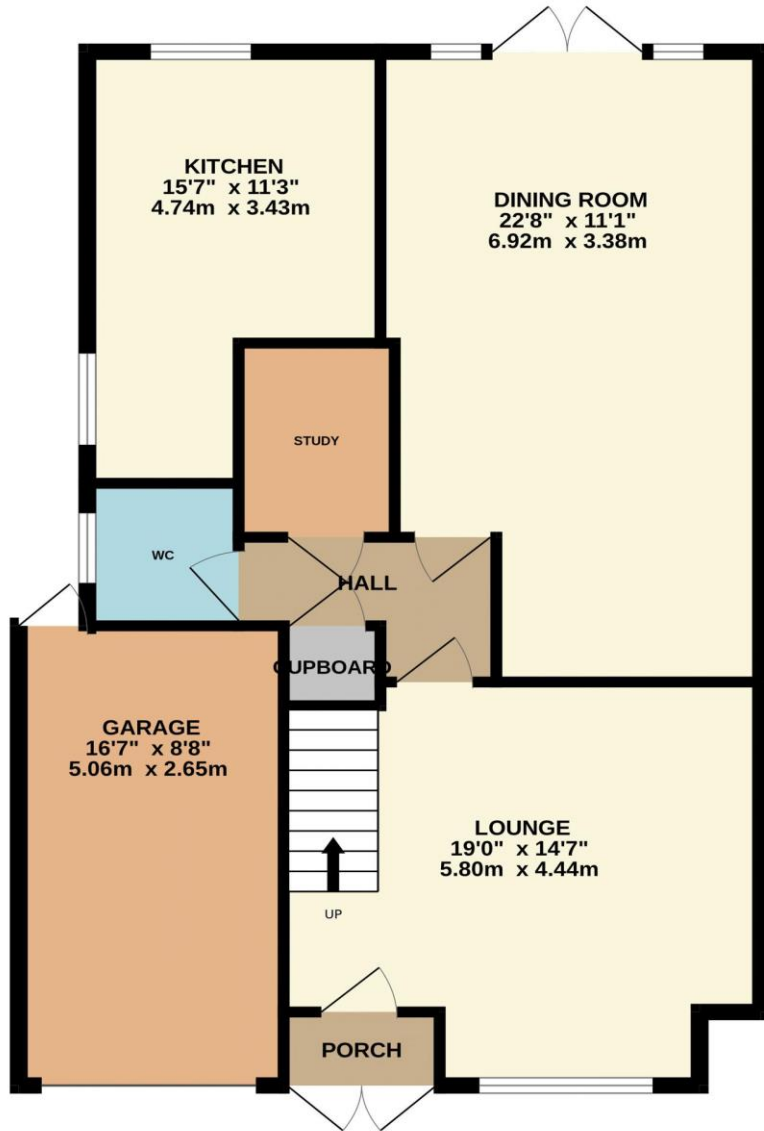 KITCHEN
15'7" x 11'3"
4.74m x 3.43m
DINING ROOM
22'8" x 11'1"
6.92m x 3.38m
STUDY
WC
HALL
CUPBOARD
GARAGE
16'7" x 8'8"
5.06m x 2.65m
LOUNGE
19'0" x 14'7"
5.80m x 4.44m
UP
PORCH